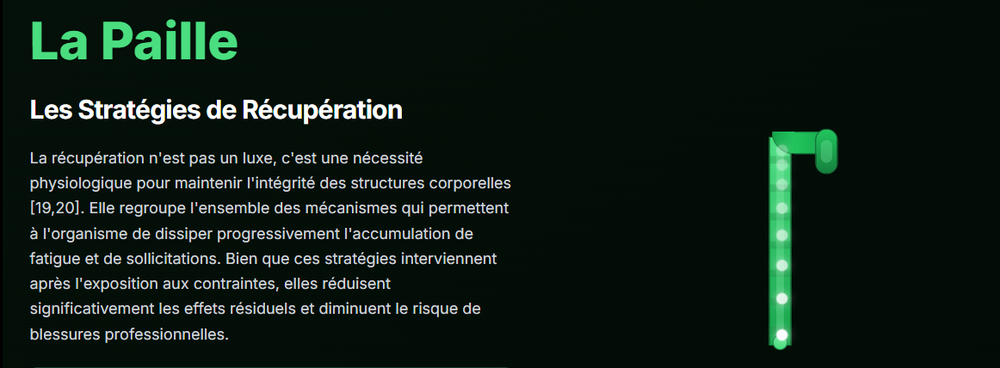 La Paille
Les Stratégies de Récupération
La récupération n'est pas un luxe, c'est une nécessité
physiologique pour maintenir l'intégrité des structures corporelles
[19,20]. Elle regroupe l'ensemble des mécanismes qui permettent
à l'organisme de dissiper progressivement l'accumulation de
fatigue et de sollicitations. Bien que ces stratégies interviennent
après l'exposition aux contraintes, elles réduisent
significativement les effets résiduels et diminuent le risque de
blessures professionnelles.